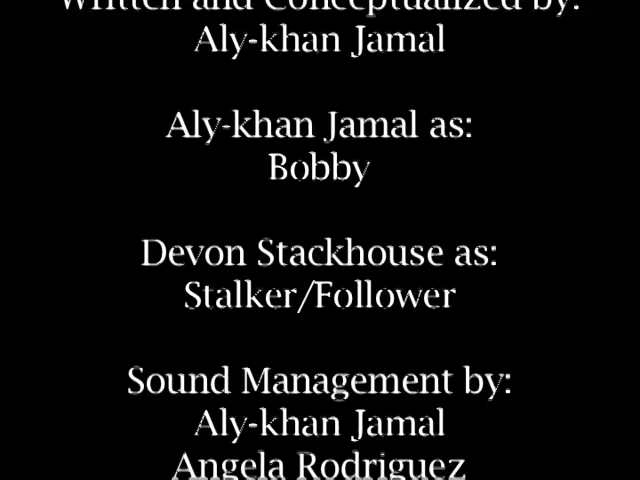 Written and Conceptualized by:
Aly-khan Jamal
Aly-khan Jamal as:
Bobby
Devon Stackhouse as:
Stalker/Follower
Sound Management by:
Aly-khan Jamal
Angela Rodriguez